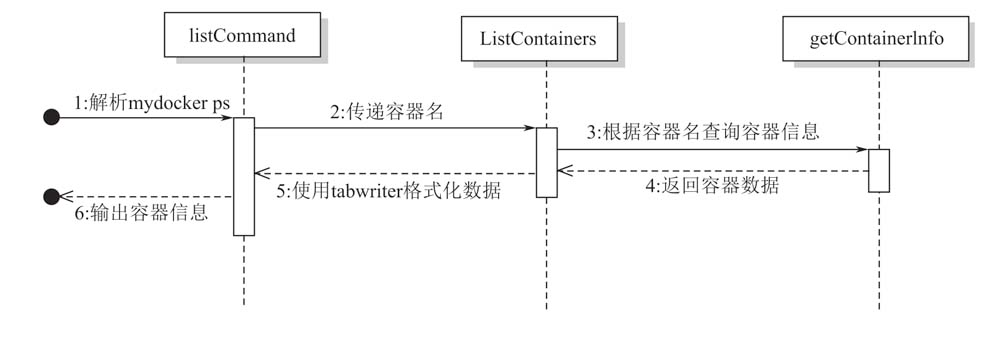 listCommand
ListContainers
getContainerInfo
1:解析mydocker ps
2:传递容器名
3:根据容器名查询容器信息
4:返回容器数据
5:使用tabwriter格式化数据
6:输出容器信息